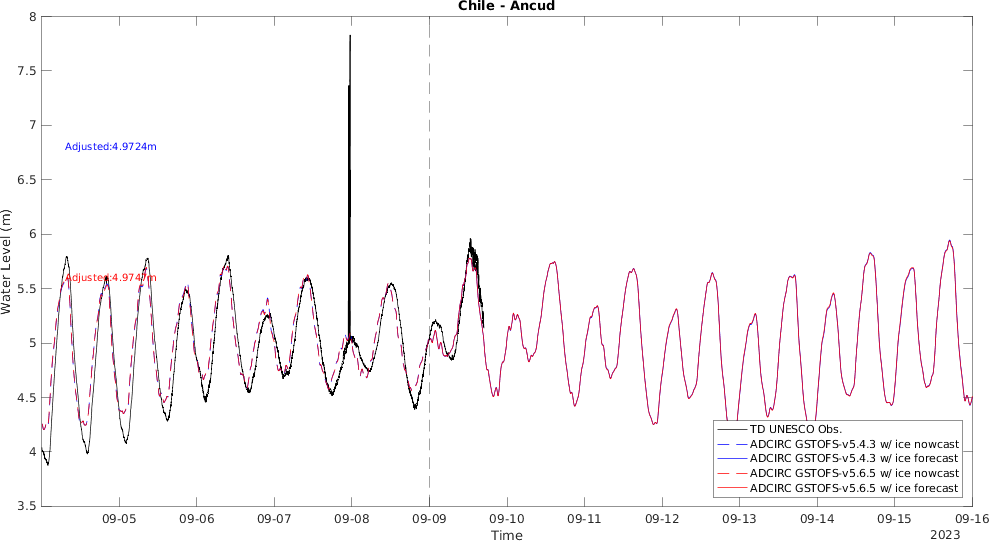 Chile - Ancud
8
7.5
7
6.5
6
5.5
5
4.5
4
3.5
Water Level (m)
Adjusted:4.9724m
Adjusted:4.9747m
TD UNESCO Obs.
ADCIRC GSTOFS-v5.4.3 w/ ice nowcast
ADCIRC GSTOFS-v5.4.3 w/ ice forecast
ADCIRC GSTOFS-v5.6.5 w/ ice nowcast
ADCIRC GSTOFS-v5.6.5 w/ ice forecast
09-05 09-06 09-07 09-08 09-09 09-10 09-11 09-12 09-13 09-14 09-15 09-16
Time
2023